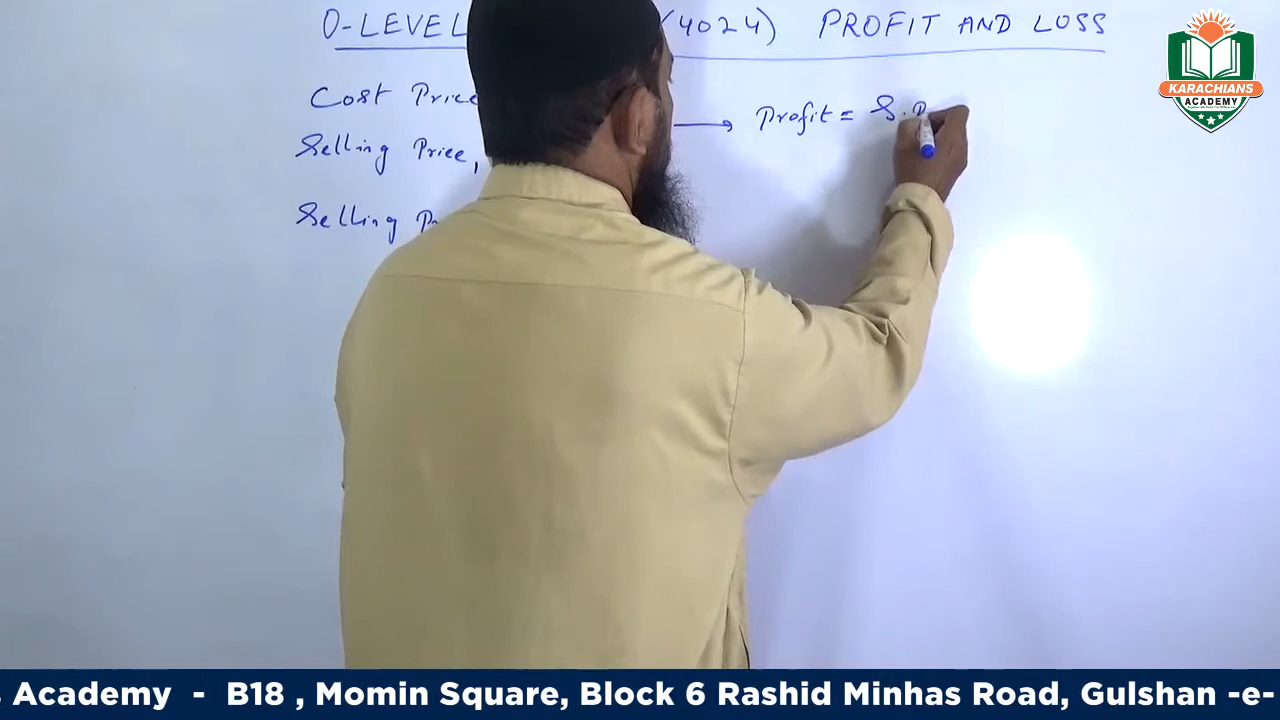 O-LEVEL (4024) PROFIT AND LOSS
Cost Price
Selling Price,
Profit = S.P
Selling
KARACHIANS
ACADEMY
Academy - B18 , Momin Square, Block 6 Rashid Minhas Road, Gulshan -e-